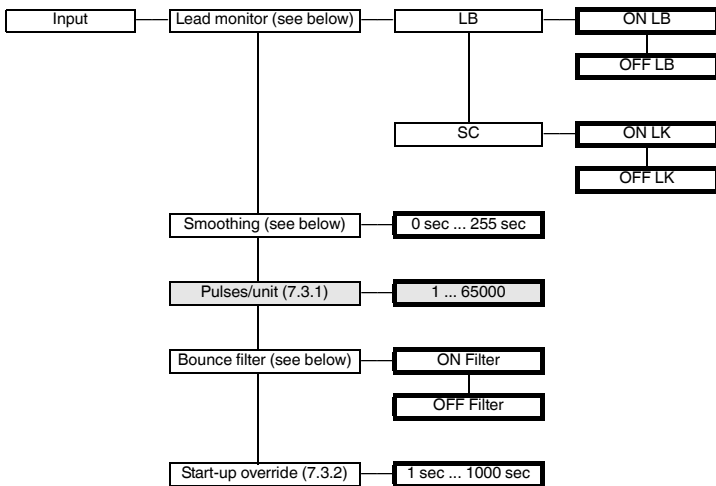 Input
Lead monitor (see below)
LB
ON LB
OFF LB
SC
ON LK
OFF LK
Smoothing (see below)
0 sec ... 255 sec
Pulses/unit (7.3.1)
1 ... 65000
Bounce filter (see below)
ON Filter
OFF Filter
Start-up override (7.3.2)
1 sec ... 1000 sec